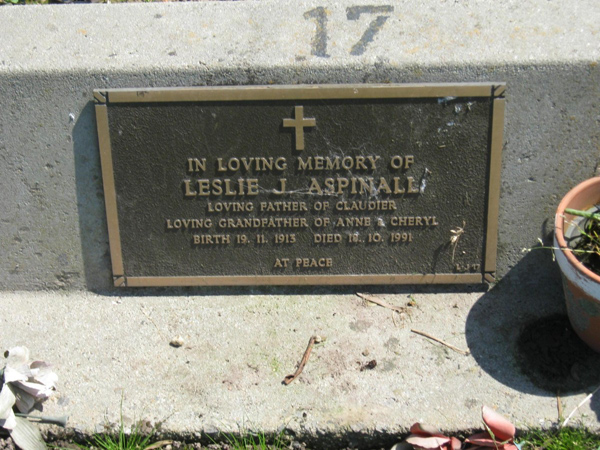 17
IN LOVING MEMORY OF
LESLIE J. ASPINALL
LOVING FATHER OF CLAUDIER
LOVING GRANDFATHER OF ANNE & CHERYL
BIRTH 19. 11. 1913 DIED 18. 10. 1991
AT PEACE